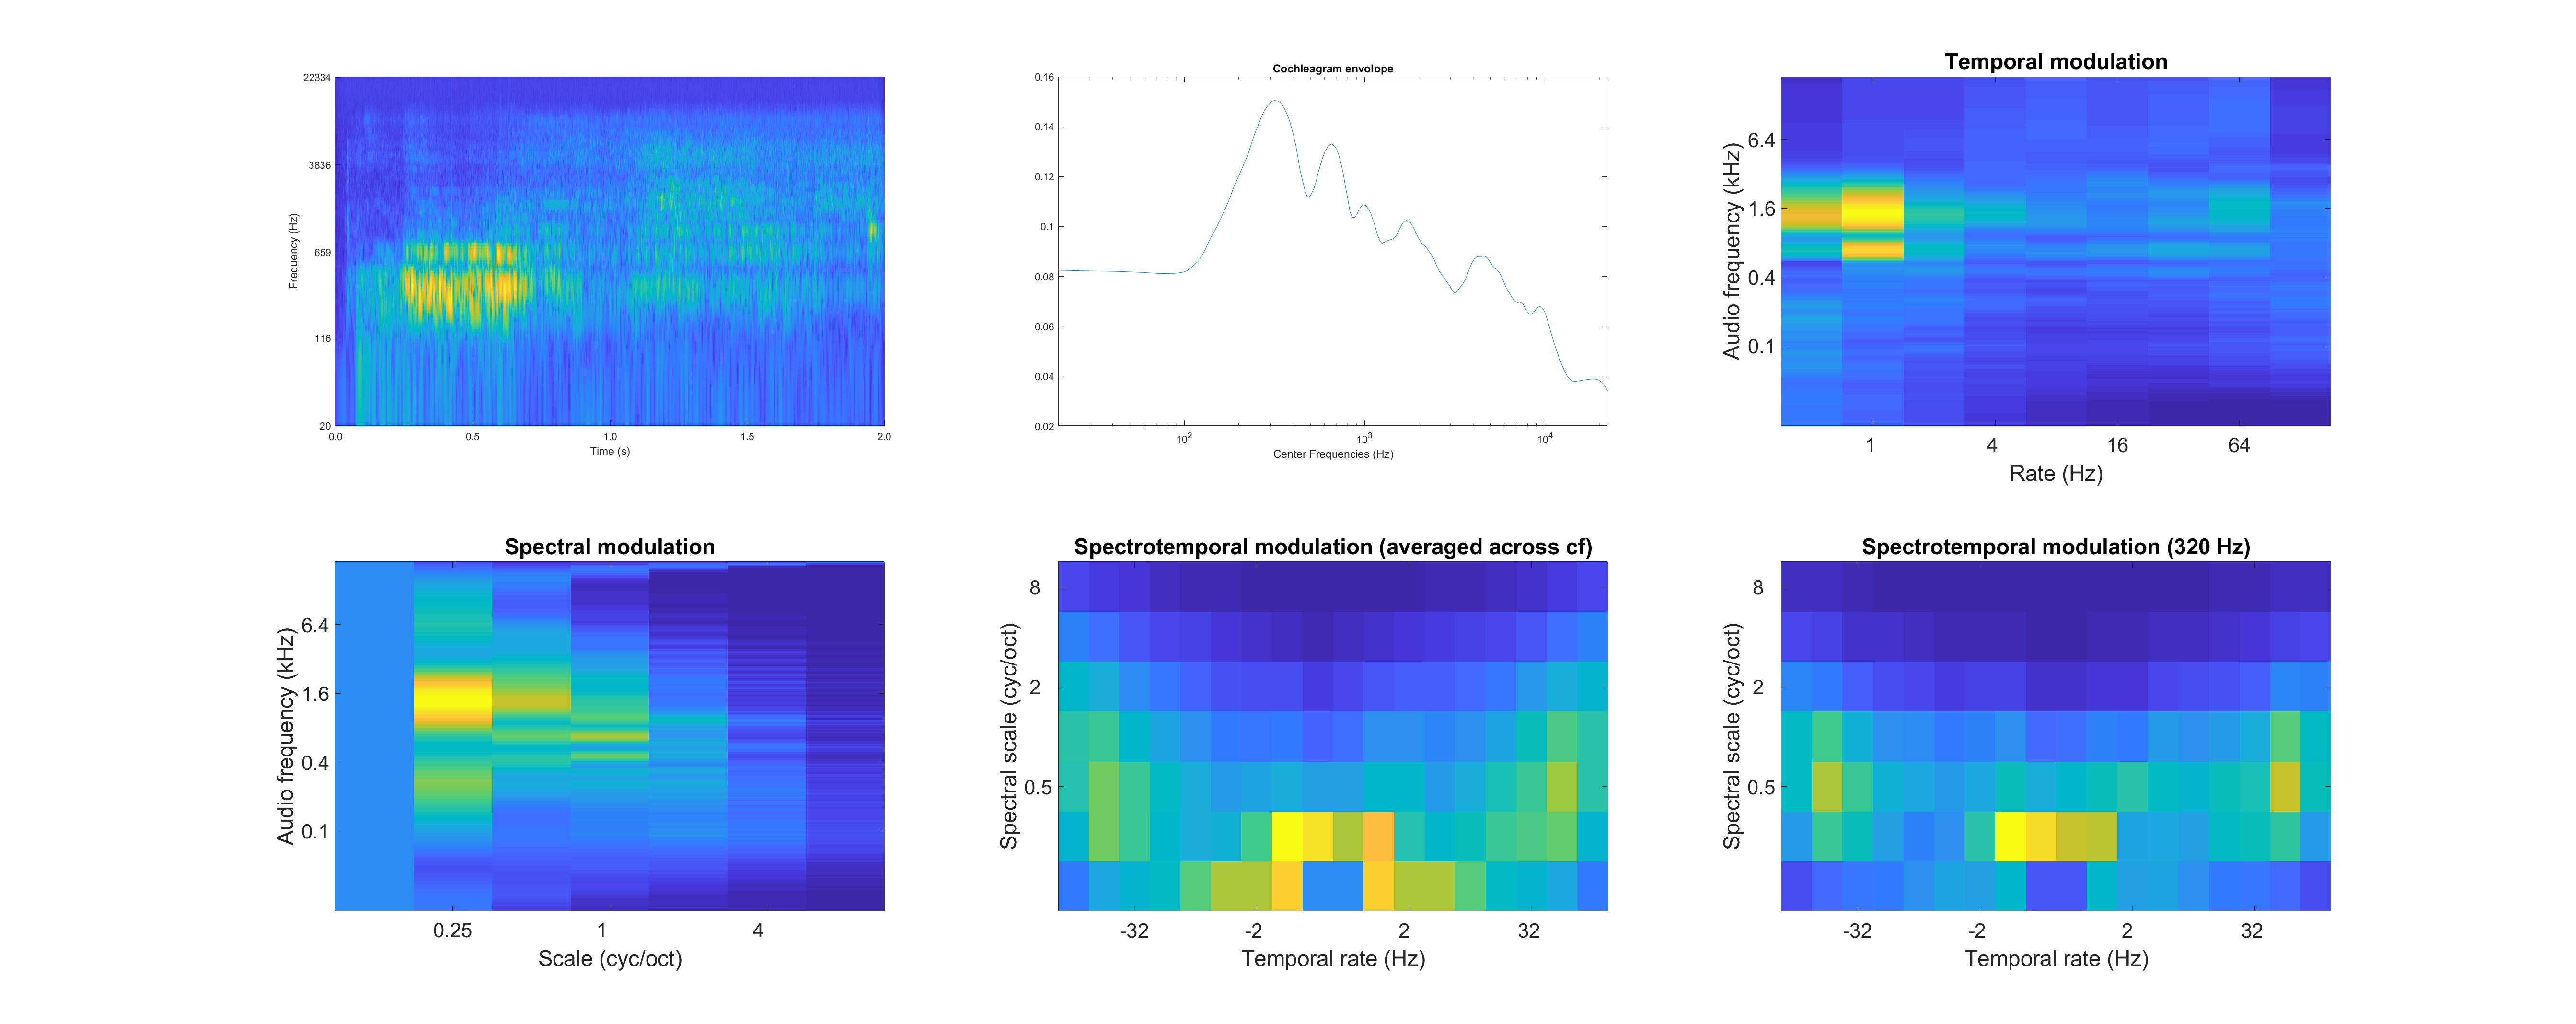 22334
3836
659
116
20
Frequency (Hz)
0.0 0.5 1.0 1.5 2.0
Time (s)
Cochleagram envolope
0.16
0.14
0.12
0.1
0.08
0.06
0.04
0.02
10^2 10^3 10^4
Center Frequencies (Hz)
Temporal modulation
6.4
1.6
0.4
0.1
Audio frequency (kHz)
1 4 16 64
Rate (Hz)
Spectral modulation
6.4
1.6
0.4
0.1
Audio frequency (kHz)
0.25 1 4
Scale (cyc/oct)
Spectrotemporal modulation (averaged across cf)
8
2
0.5
Spectral scale (cyc/oct)
-32 -2 2 32
Temporal rate (Hz)
Spectrotemporal modulation (320 Hz)
8
2
0.5
Spectral scale (cyc/oct)
-32 -2 2 32
Temporal rate (Hz)